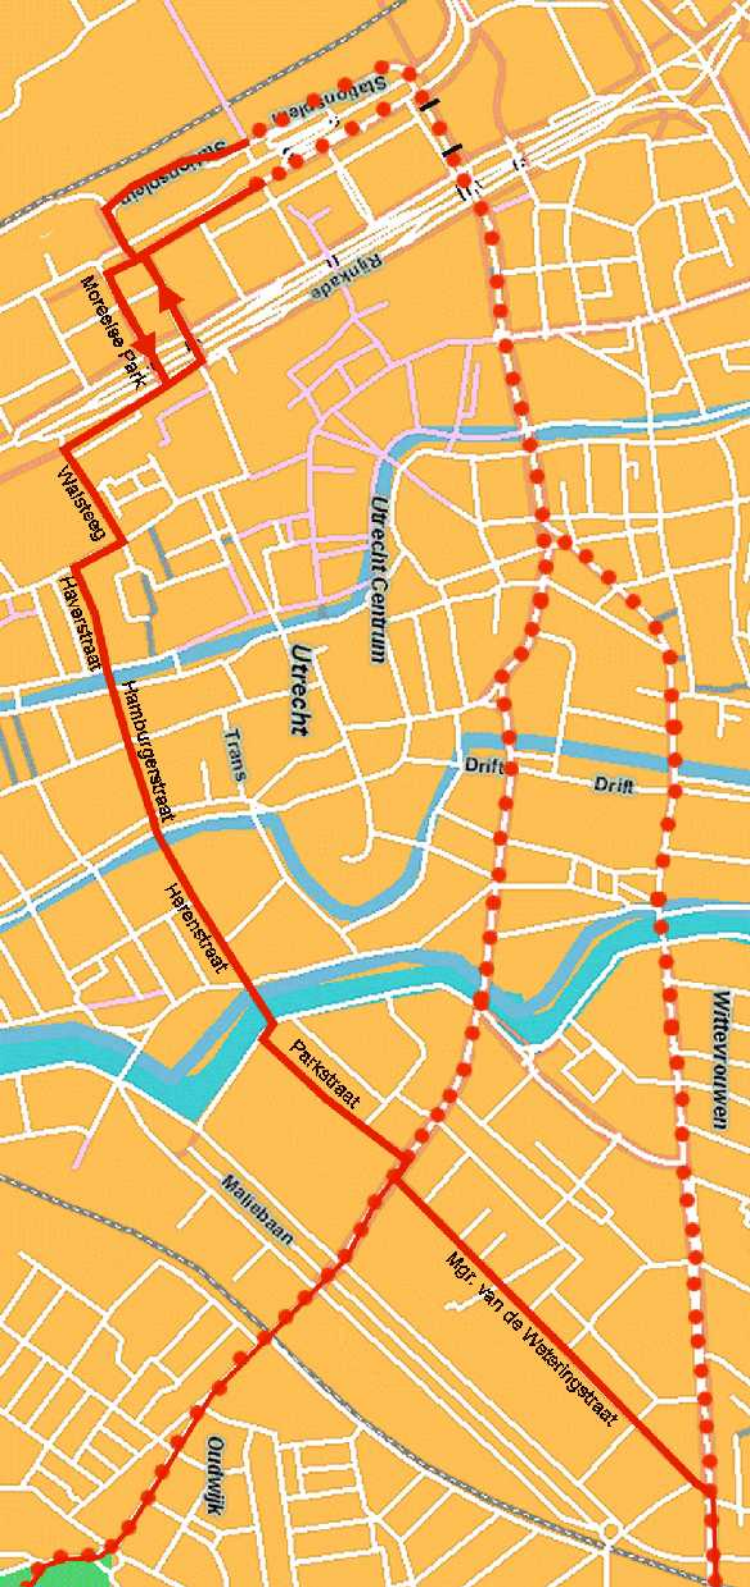 Stationsplein
Stationsplein
Rijnkade
Moreelse Park
Walsteeg
Utrecht Centrum
Haverstraat
Utrecht
Hamburgerstraat
Trans
Drift
Drift
Herenstraat
Wittevrouwen
Parkstraat
Maliebaan
Mgr. van de Weteringstraat
Oudwijk